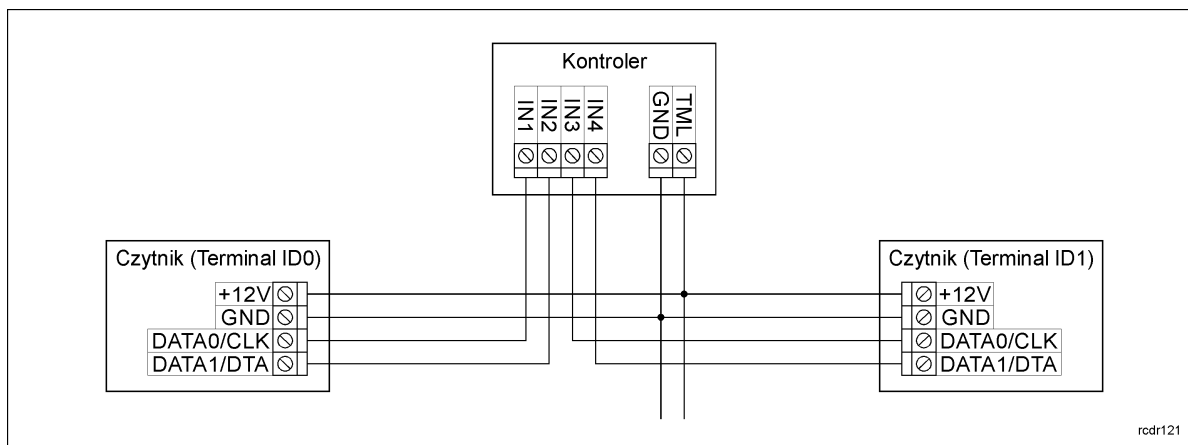 Kontroler
IN1
IN2
IN3
IN4
GND
TML
Czytnik (Terminal ID0)
+12V
GND
DATA0/CLK
DATA1/DTA
Czytnik (Terminal ID1)
+12V
GND
DATA0/CLK
DATA1/DTA
rcdr121